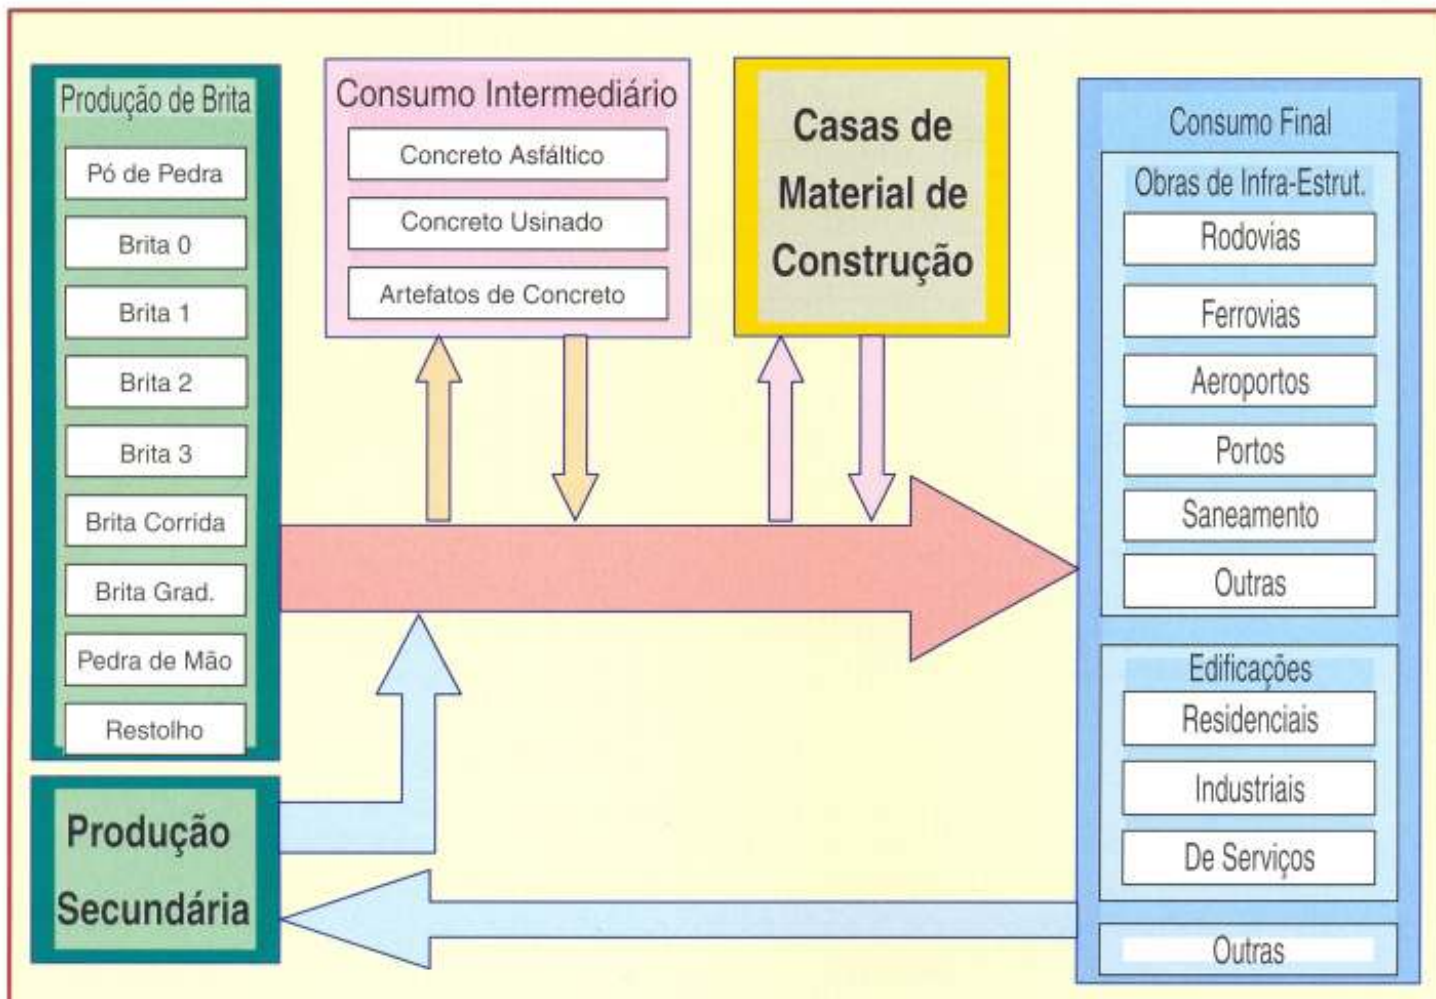 Produção de Brita
Pó de Pedra
Brita 0
Brita 1
Brita 2
Brita 3
Brita Corrida
Brita Grad.
Pedra de Mão
Restolho
Produção
Secundária
Consumo Intermediário
Concreto Asfáltico
Concreto Usinado
Artefatos de Concreto
Casas de
Material de
Construção
Consumo Final
Obras de Infra-Estrut.
Rodovias
Ferrovias
Aeroportos
Portos
Saneamento
Outras
Edificações
Residenciais
Industriais
De Serviços
Outras